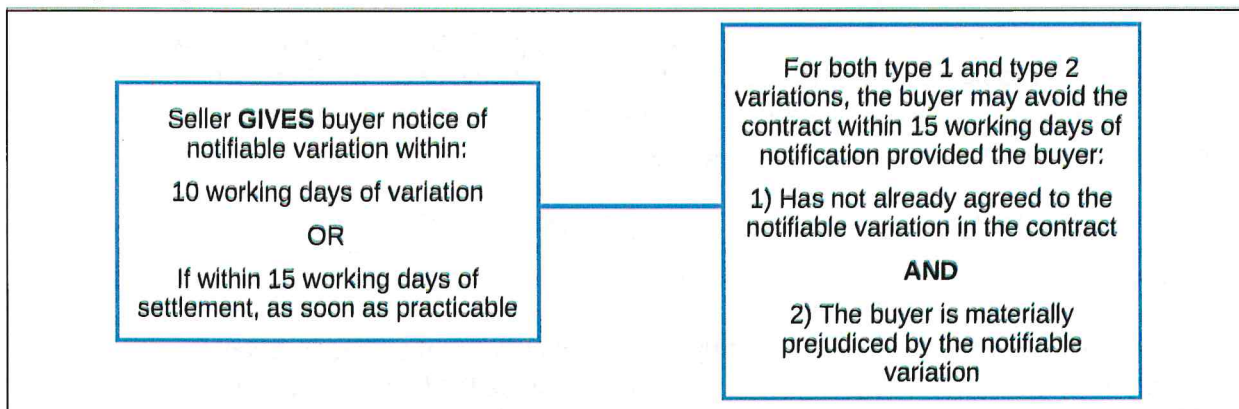 Seller GIVES buyer notice of
notifiable variation within:
10 working days of variation
OR
If within 15 working days of
settlement, as soon as practicable
For both type 1 and type 2
variations, the buyer may avoid the
contract within 15 working days of
notification provided the buyer:
1) Has not already agreed to the
notifiable variation in the contract
AND
2) The buyer is materially
prejudiced by the notifiable
variation